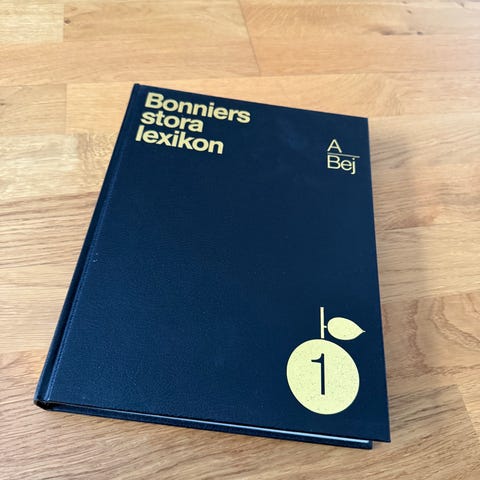 Bonniers
stora
lexikon
A
Bej
1